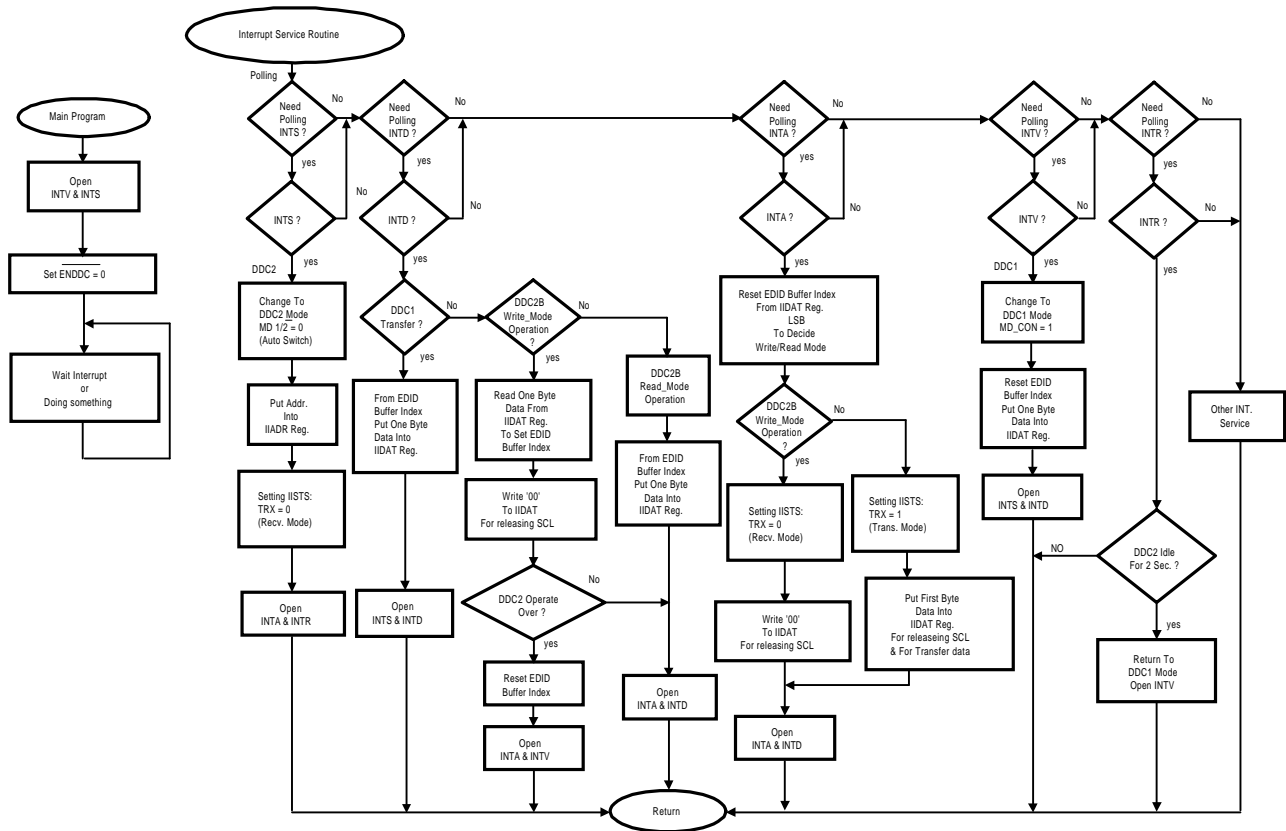 Interrupt Service Routine
Polling
Main Program
Open
INTV & INTS
Set ENDDC = 0
Wait Interrupt
or
Doing something
Need
Polling
INTS ?
No
yes
INTS ?
No
yes
DDC2
Change To
DDC2 Mode
MD 1/2 = 0
(Auto Switch)
Put Addr.
Into
IIADR Reg.
Setting IISTS:
TRX = 0
(Recv. Mode)
Open
INTA & INTR
Need
Polling
INTD ?
No
yes
INTD ?
No
yes
DDC1
Transfer ?
No
yes
From EDID
Buffer Index
Put One Byte
Data Into
IIDAT Reg.
Open
INTS & INTD
DDC2B
Write_Mode
Operation
?
No
yes
Read One Byte
Data From
IIDAT Reg.
To Set EDID
Buffer Index
Write '00'
To IIDAT
For releasing SCL
DDC2 Operate
Over ?
No
yes
Reset EDID
Buffer Index
Open
INTA & INTV
DDC2B
Read_Mode
Operation
From EDID
Buffer Index
Put One Byte
Data Into
IIDAT Reg.
Open
INTA & INTD
Need
Polling
INTA ?
No
yes
INTA ?
No
yes
Reset EDID Buffer Index
From IIDAT Reg.
LSB
To Decide
Write/Read Mode
DDC2B
Write_Mode
Operation
?
No
yes
Setting IISTS:
TRX = 0
(Recv. Mode)
Write '00'
To IIDAT
For releasing SCL
Setting IISTS:
TRX = 1
(Trans. Mode)
Put First Byte
Data Into
IIDAT Reg.
For releaseing SCL
& For Transfer data
Open
INTA & INTD
Need
Polling
INTV ?
No
yes
INTV ?
No
yes
DDC1
Change To
DDC1 Mode
MD_CON = 1
Reset EDID
Buffer Index
Put One Byte
Data Into
IIDAT Reg.
Open
INTS & INTD
Need
Polling
INTR ?
No
yes
INTR ?
No
yes
DDC2 Idle
For 2 Sec. ?
NO
yes
Return To
DDC1 Mode
Open INTV
Other INT.
Service
Return